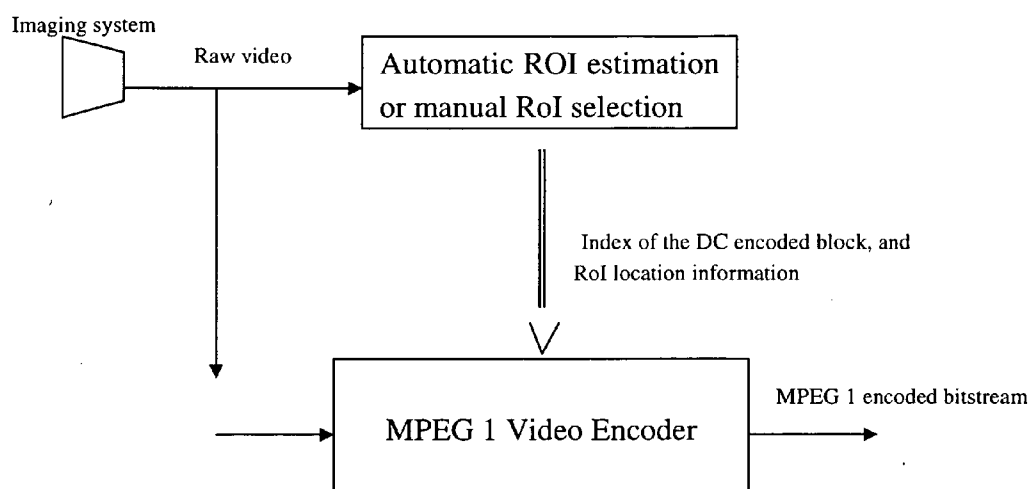 Imaging system
Raw video
Automatic ROI estimation
or manual RoI selection
Index of the DC encoded block, and
RoI location information
MPEG 1 Video Encoder
MPEG 1 encoded bitstream